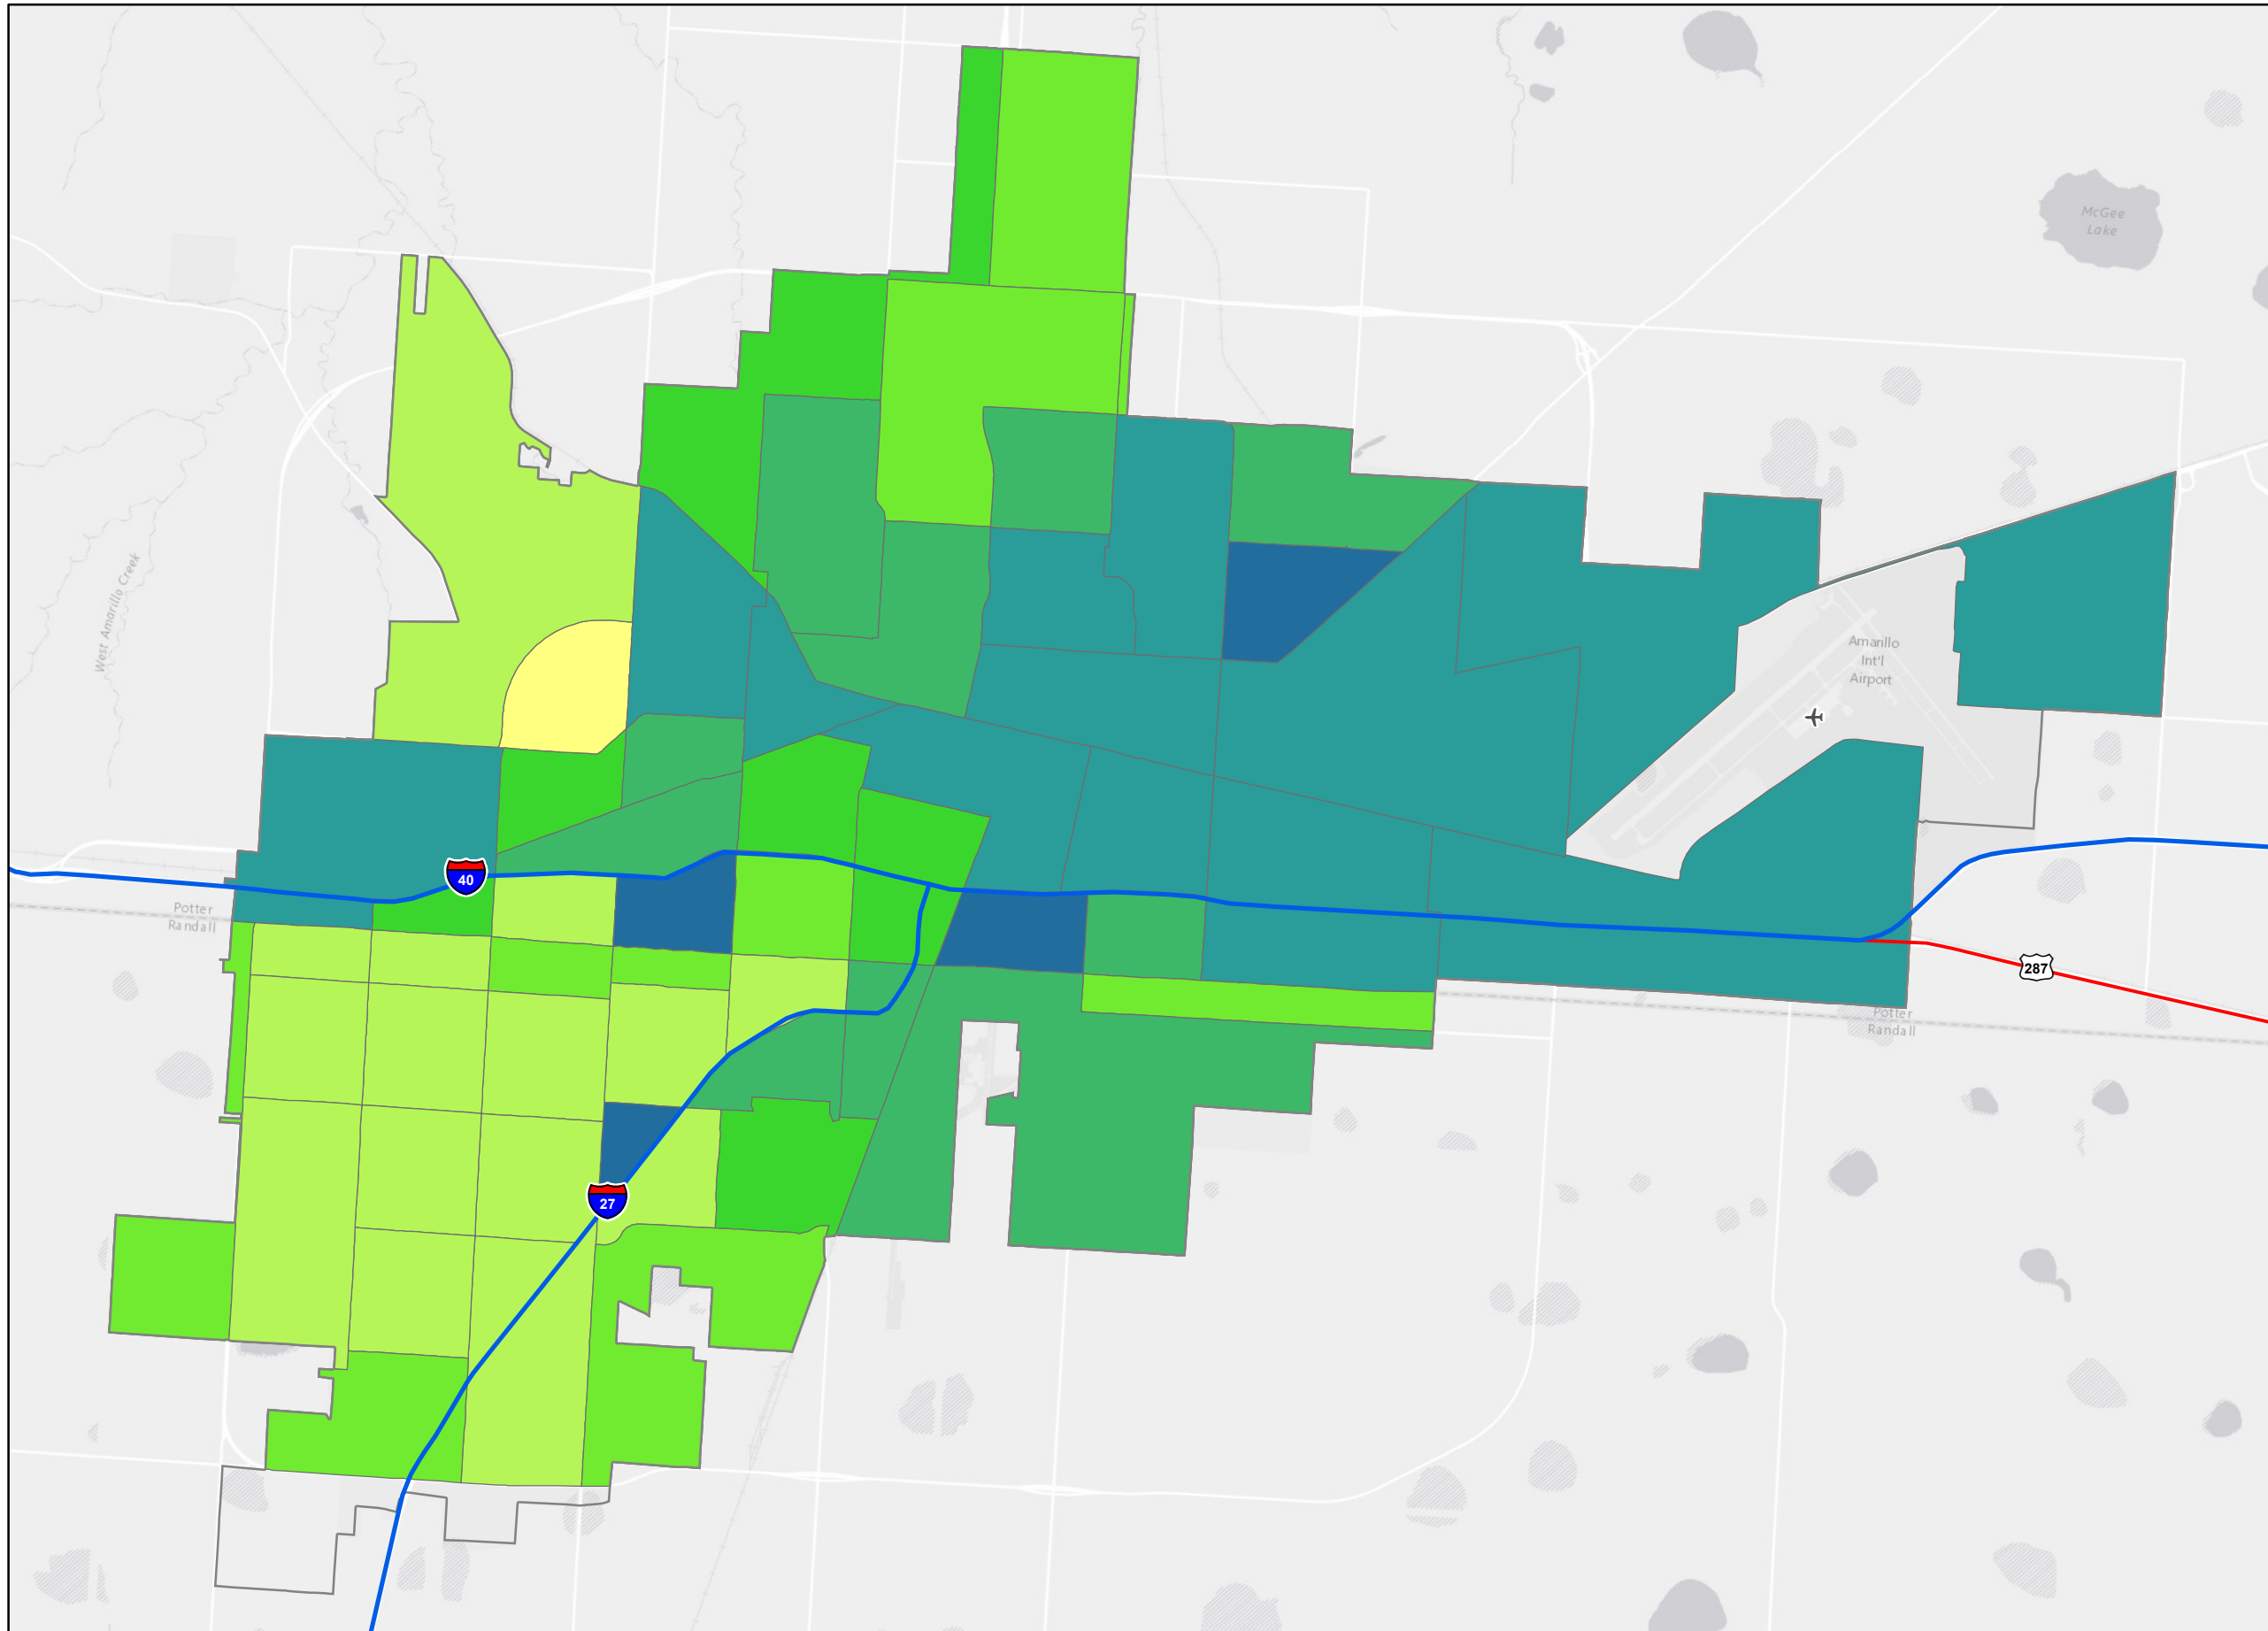 McGee
Lake
West Amarillo Creek
Amarillo
Int'l
Airport
40
Potter
Randall
287
Potter
Randall
27